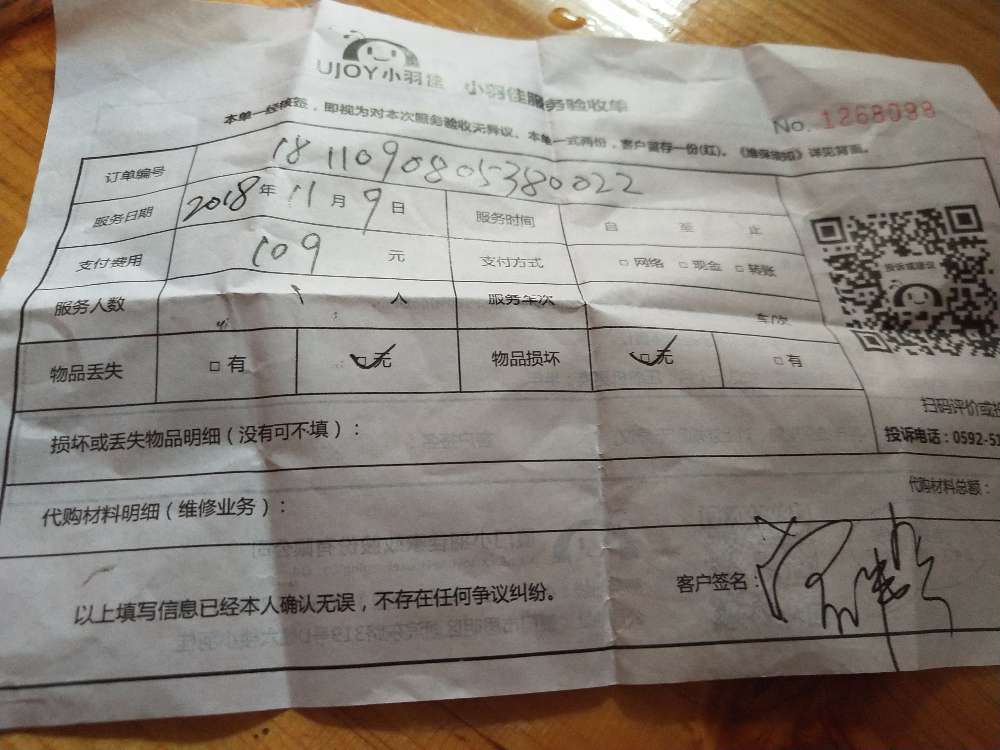 UJOY小羽佳 小羽佳服务验收单
No. 1268098
本单一经核签，即视为对本次服务验收无异议。本单一式两份，客户留存一份(红)。《维保须知》详见背面。
订单编号 1811090805380022
服务日期 2018年11月9日 服务时间 自 至 止
支付费用 109 元 支付方式 □网络 □现金 □转账
投诉或建议
服务人数 1 人 服务车次 车/次
物品丢失 □有 ☑无 物品损坏 ☑无 □有
扫码评价或投
损坏或丢失物品明细（没有可不填）：
投诉电话：0592-51
代购材料明细（维修业务）：
代购材料总额：
以上填写信息已经本人确认无误，不存在任何争议纠纷。
客户签名：